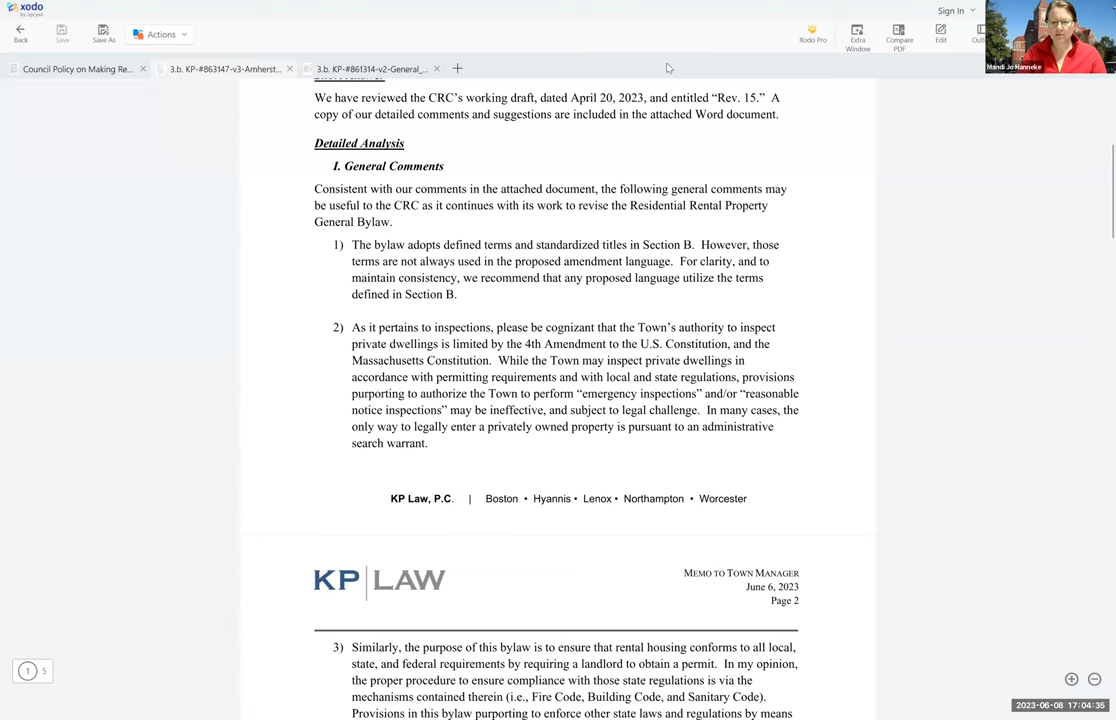 xodo
by apryse
Sign In
Back
Save
Save As
Actions
Xodo Pro
Extra
Window
Compare
PDF
Edit
Mandi Jo Hanneke
Council Policy on Making Re...
3.b. KP-#863147-v3-Amherst...
3.b. KP-#861314-v2-General_...
We have reviewed the CRC's working draft, dated April 20, 2023, and entitled "Rev. 15." A
copy of our detailed comments and suggestions are included in the attached Word document.
Detailed Analysis
I. General Comments
Consistent with our comments in the attached document, the following general comments may
be useful to the CRC as it continues with its work to revise the Residential Rental Property
General Bylaw.
1) The bylaw adopts defined terms and standardized titles in Section B. However, those
terms are not always used in the proposed amendment language. For clarity, and to
maintain consistency, we recommend that any proposed language utilize the terms
defined in Section B.
2) As it pertains to inspections, please be cognizant that the Town's authority to inspect
private dwellings is limited by the 4th Amendment to the U.S. Constitution, and the
Massachusetts Constitution. While the Town may inspect private dwellings in
accordance with permitting requirements and with local and state regulations, provisions
purporting to authorize the Town to perform "emergency inspections" and/or "reasonable
notice inspections" may be ineffective, and subject to legal challenge. In many cases, the
only way to legally enter a privately owned property is pursuant to an administrative
search warrant.
KP Law, P.C. | Boston • Hyannis • Lenox • Northampton • Worcester
KP | LAW
MEMO TO TOWN MANAGER
June 6, 2023
Page 2
3) Similarly, the purpose of this bylaw is to ensure that rental housing conforms to all local,
state, and federal requirements by requiring a landlord to obtain a permit. In my opinion,
the proper procedure to ensure compliance with those state regulations is via the
mechanisms contained therein (i.e., Fire Code, Building Code, and Sanitary Code).
Provisions in this bylaw purporting to enforce other state laws and regulations by means
1 5
2023-06-08 17:04:35